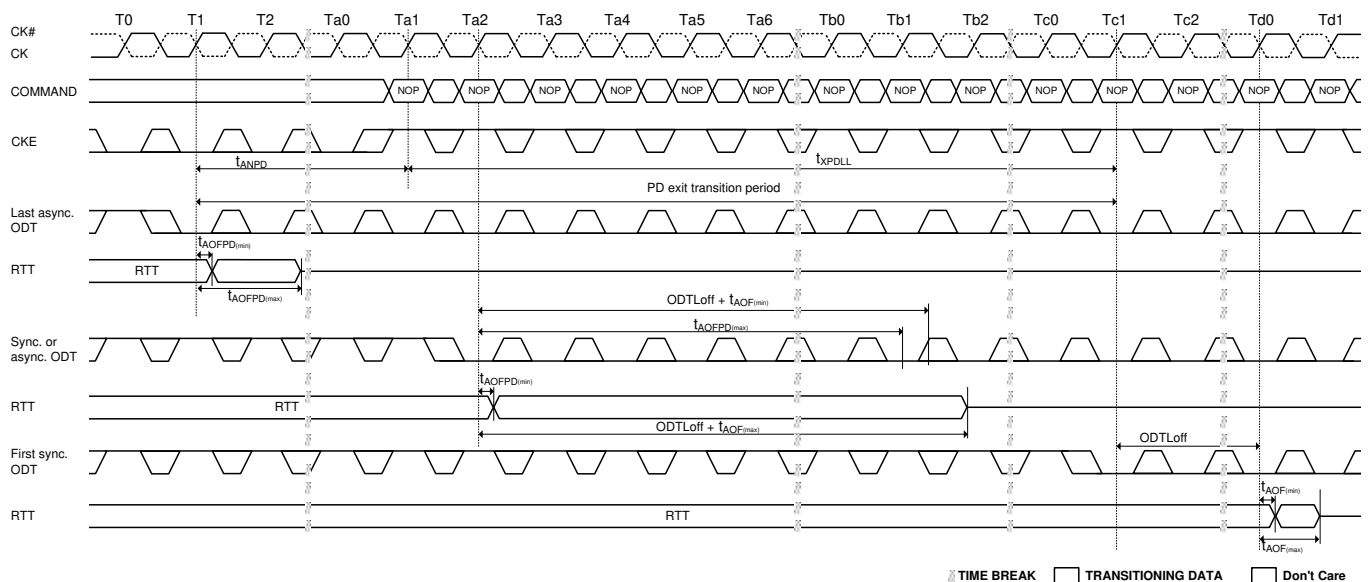 T0 T1 T2 Ta0 Ta1 Ta2 Ta3 Ta4 Ta5 Ta6 Tb0 Tb1 Tb2 Tc0 Tc1 Tc2 Td0 Td1
CK#
CK
COMMAND NOP NOP NOP NOP NOP NOP NOP NOP NOP NOP NOP NOP NOP NOP
CKE
tANPD tXPDLL
PD exit transition period
Last async.
ODT
tAOFPD(min)
RTT RTT
tAOFPD(max)
ODTLoff + tAOF(min)
tAOFPD(max)
Sync. or
async. ODT
tAOFPD(min)
RTT RTT
ODTLoff + tAOF(max)
ODTLoff
First sync.
ODT
tAOF(min)
RTT RTT
tAOF(max)
TIME BREAK TRANSITIONING DATA Don't Care